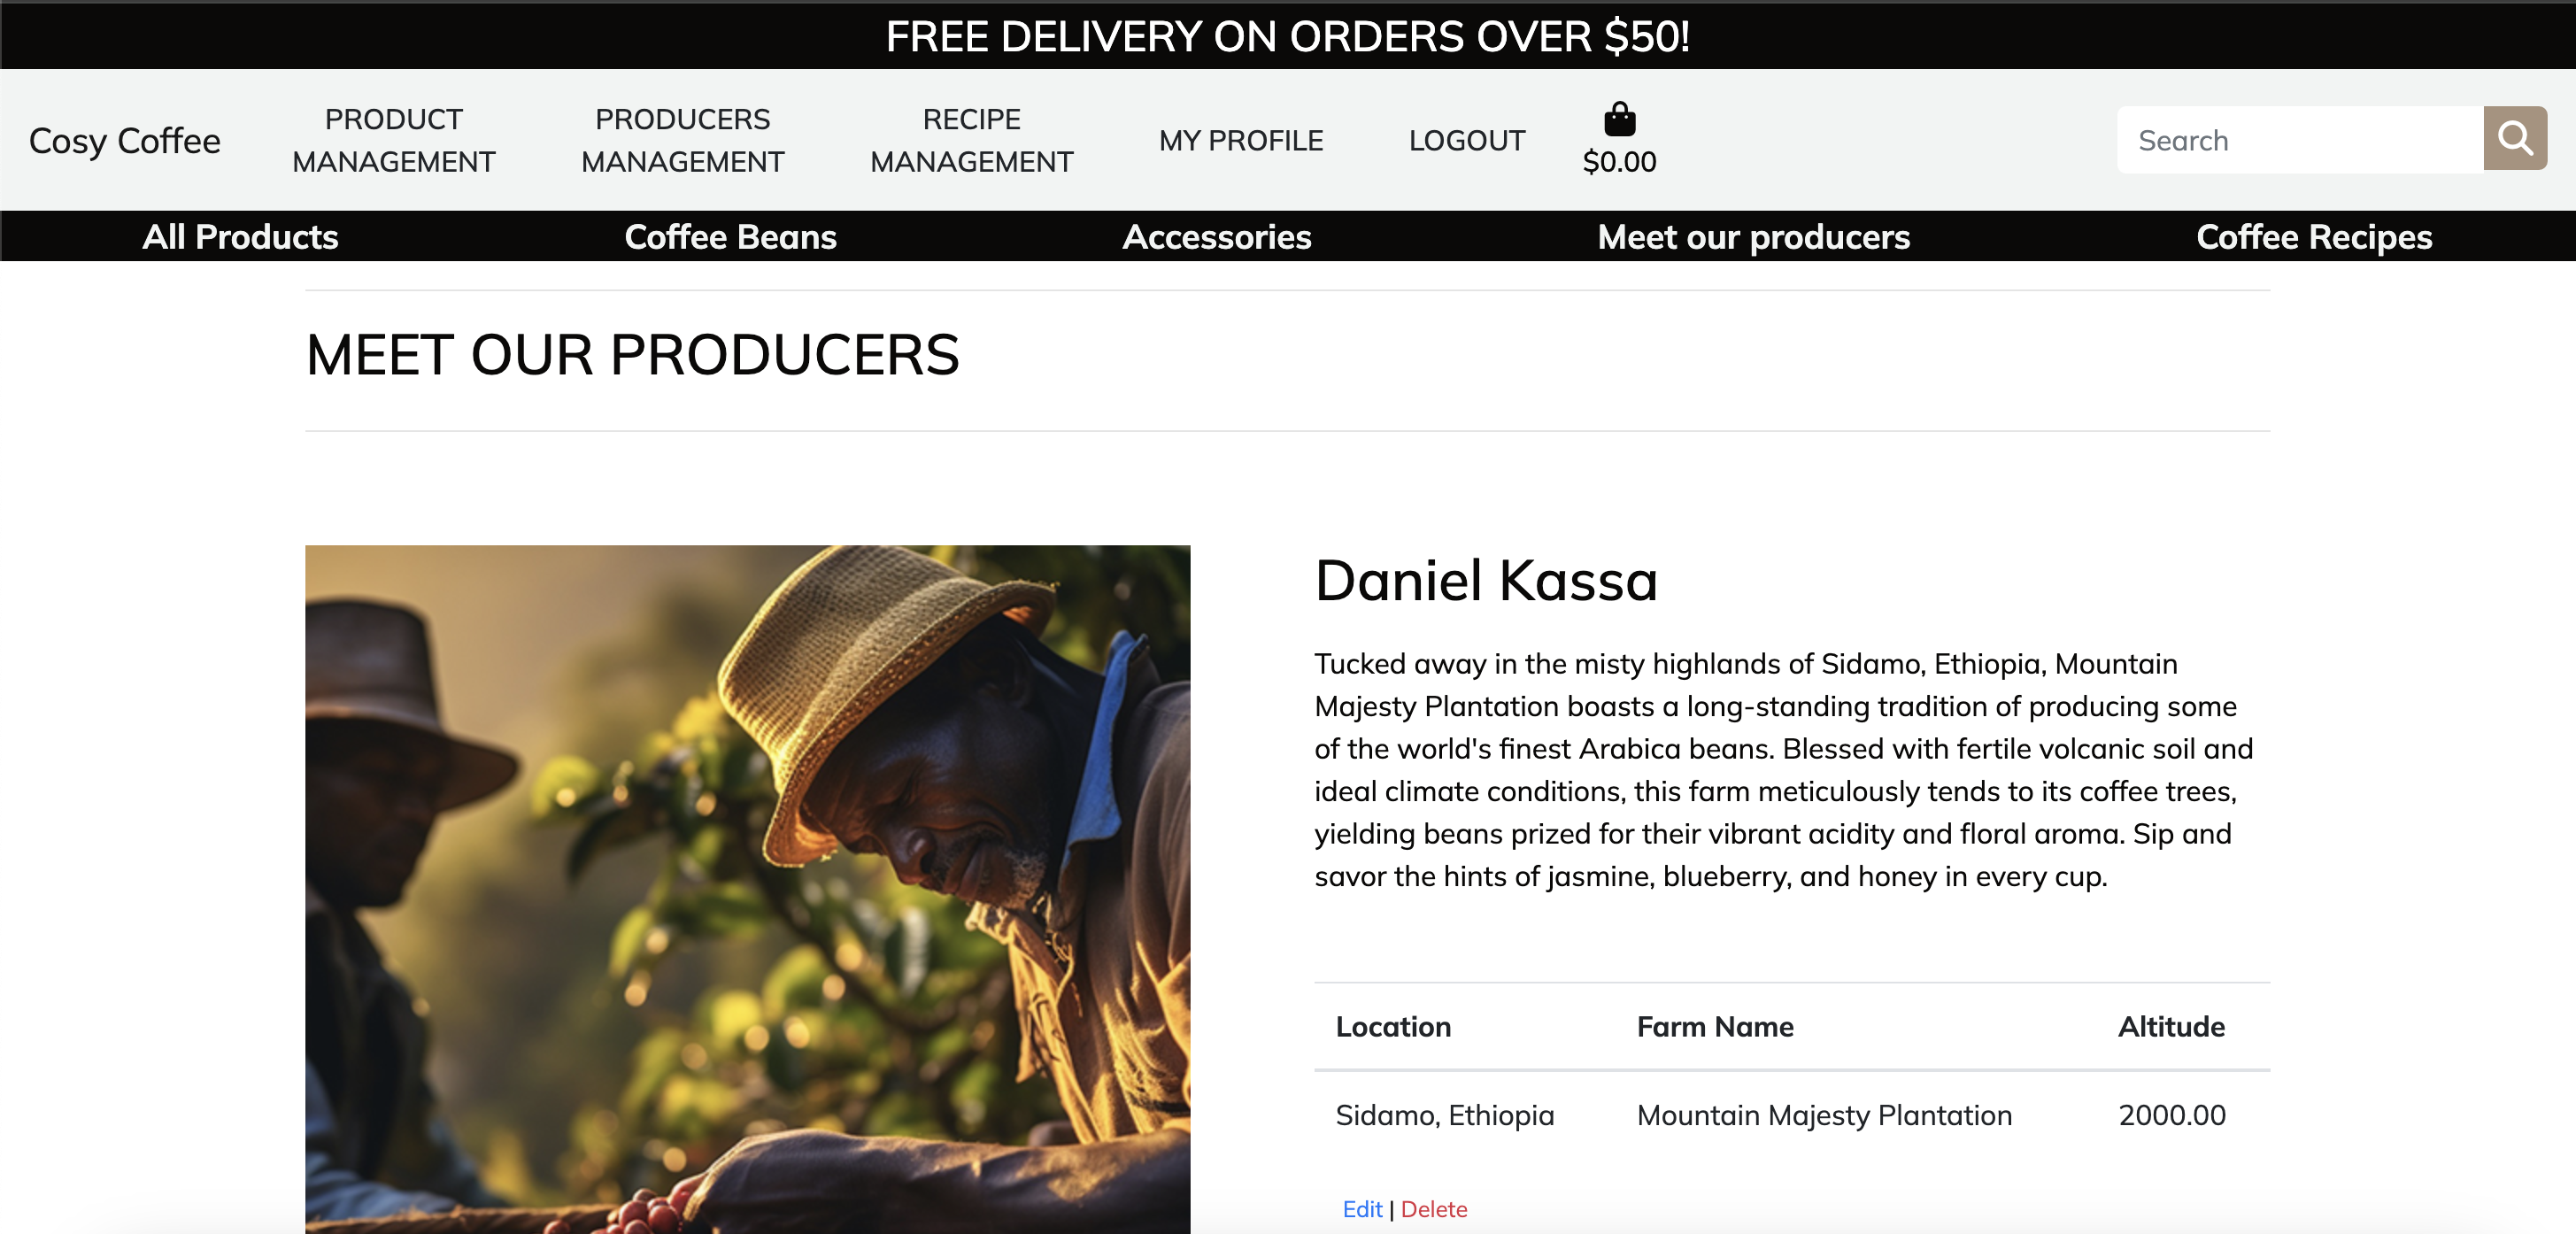 FREE DELIVERY ON ORDERS OVER $50!
Cosy Coffee
PRODUCT
MANAGEMENT
PRODUCERS
MANAGEMENT
RECIPE
MANAGEMENT
MY PROFILE
LOGOUT
$0.00
Search
All Products
Coffee Beans
Accessories
Meet our producers
Coffee Recipes
MEET OUR PRODUCERS
Daniel Kassa
Tucked away in the misty highlands of Sidamo, Ethiopia, Mountain
Majesty Plantation boasts a long-standing tradition of producing some
of the world's finest Arabica beans. Blessed with fertile volcanic soil and
ideal climate conditions, this farm meticulously tends to its coffee trees,
yielding beans prized for their vibrant acidity and floral aroma. Sip and
savor the hints of jasmine, blueberry, and honey in every cup.
Location Farm Name Altitude
Sidamo, Ethiopia Mountain Majesty Plantation 2000.00
Edit | Delete